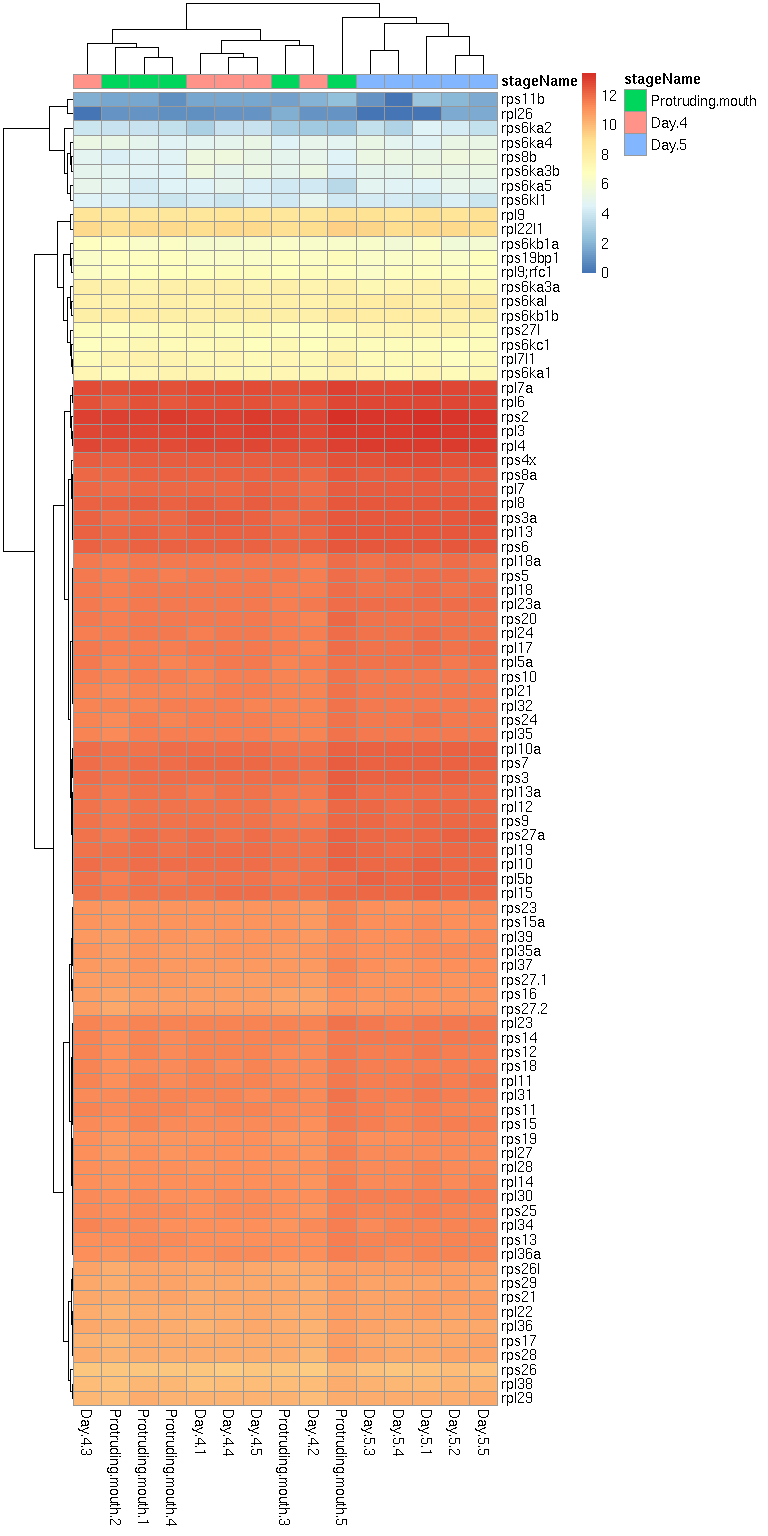 stageName
rps11b
rpl26
rps6ka2
rps6ka4
rps8b
rps6ka3b
rps6ka5
rps6kl1
rpl9
rpl22l1
rps6kb1a
rps19bp1
rpl9;rfc1
rps6ka3a
rps6kal
rps6kb1b
rps27l
rps6kc1
rpl7l1
rps6ka1
rpl7a
rpl6
rps2
rpl3
rpl4
rps4x
rps8a
rpl7
rpl8
rps3a
rpl13
rps6
rpl18a
rps5
rpl18
rpl23a
rps20
rpl24
rpl17
rpl5a
rps10
rpl21
rpl32
rps24
rpl35
rpl10a
rps7
rps3
rpl13a
rpl12
rps9
rps27a
rpl19
rpl10
rpl5b
rpl15
rps23
rps15a
rpl39
rpl35a
rpl37
rps27.1
rps16
rps27.2
rpl23
rps14
rps12
rps18
rpl11
rpl31
rps11
rps15
rps19
rpl27
rpl28
rpl14
rpl30
rps25
rpl34
rps13
rpl36a
rps26l
rps29
rps21
rpl22
rpl36
rps17
rps28
rps26
rpl38
rpl29
Day.4.3
Protruding.mouth.2
Protruding.mouth.1
Protruding.mouth.4
Day.4.1
Day.4.4
Day.4.5
Protruding.mouth.3
Day.4.2
Protruding.mouth.5
Day.5.3
Day.5.4
Day.5.1
Day.5.2
Day.5.5
12
10
8
6
4
2
0
stageName
Protruding.mouth
Day.4
Day.5